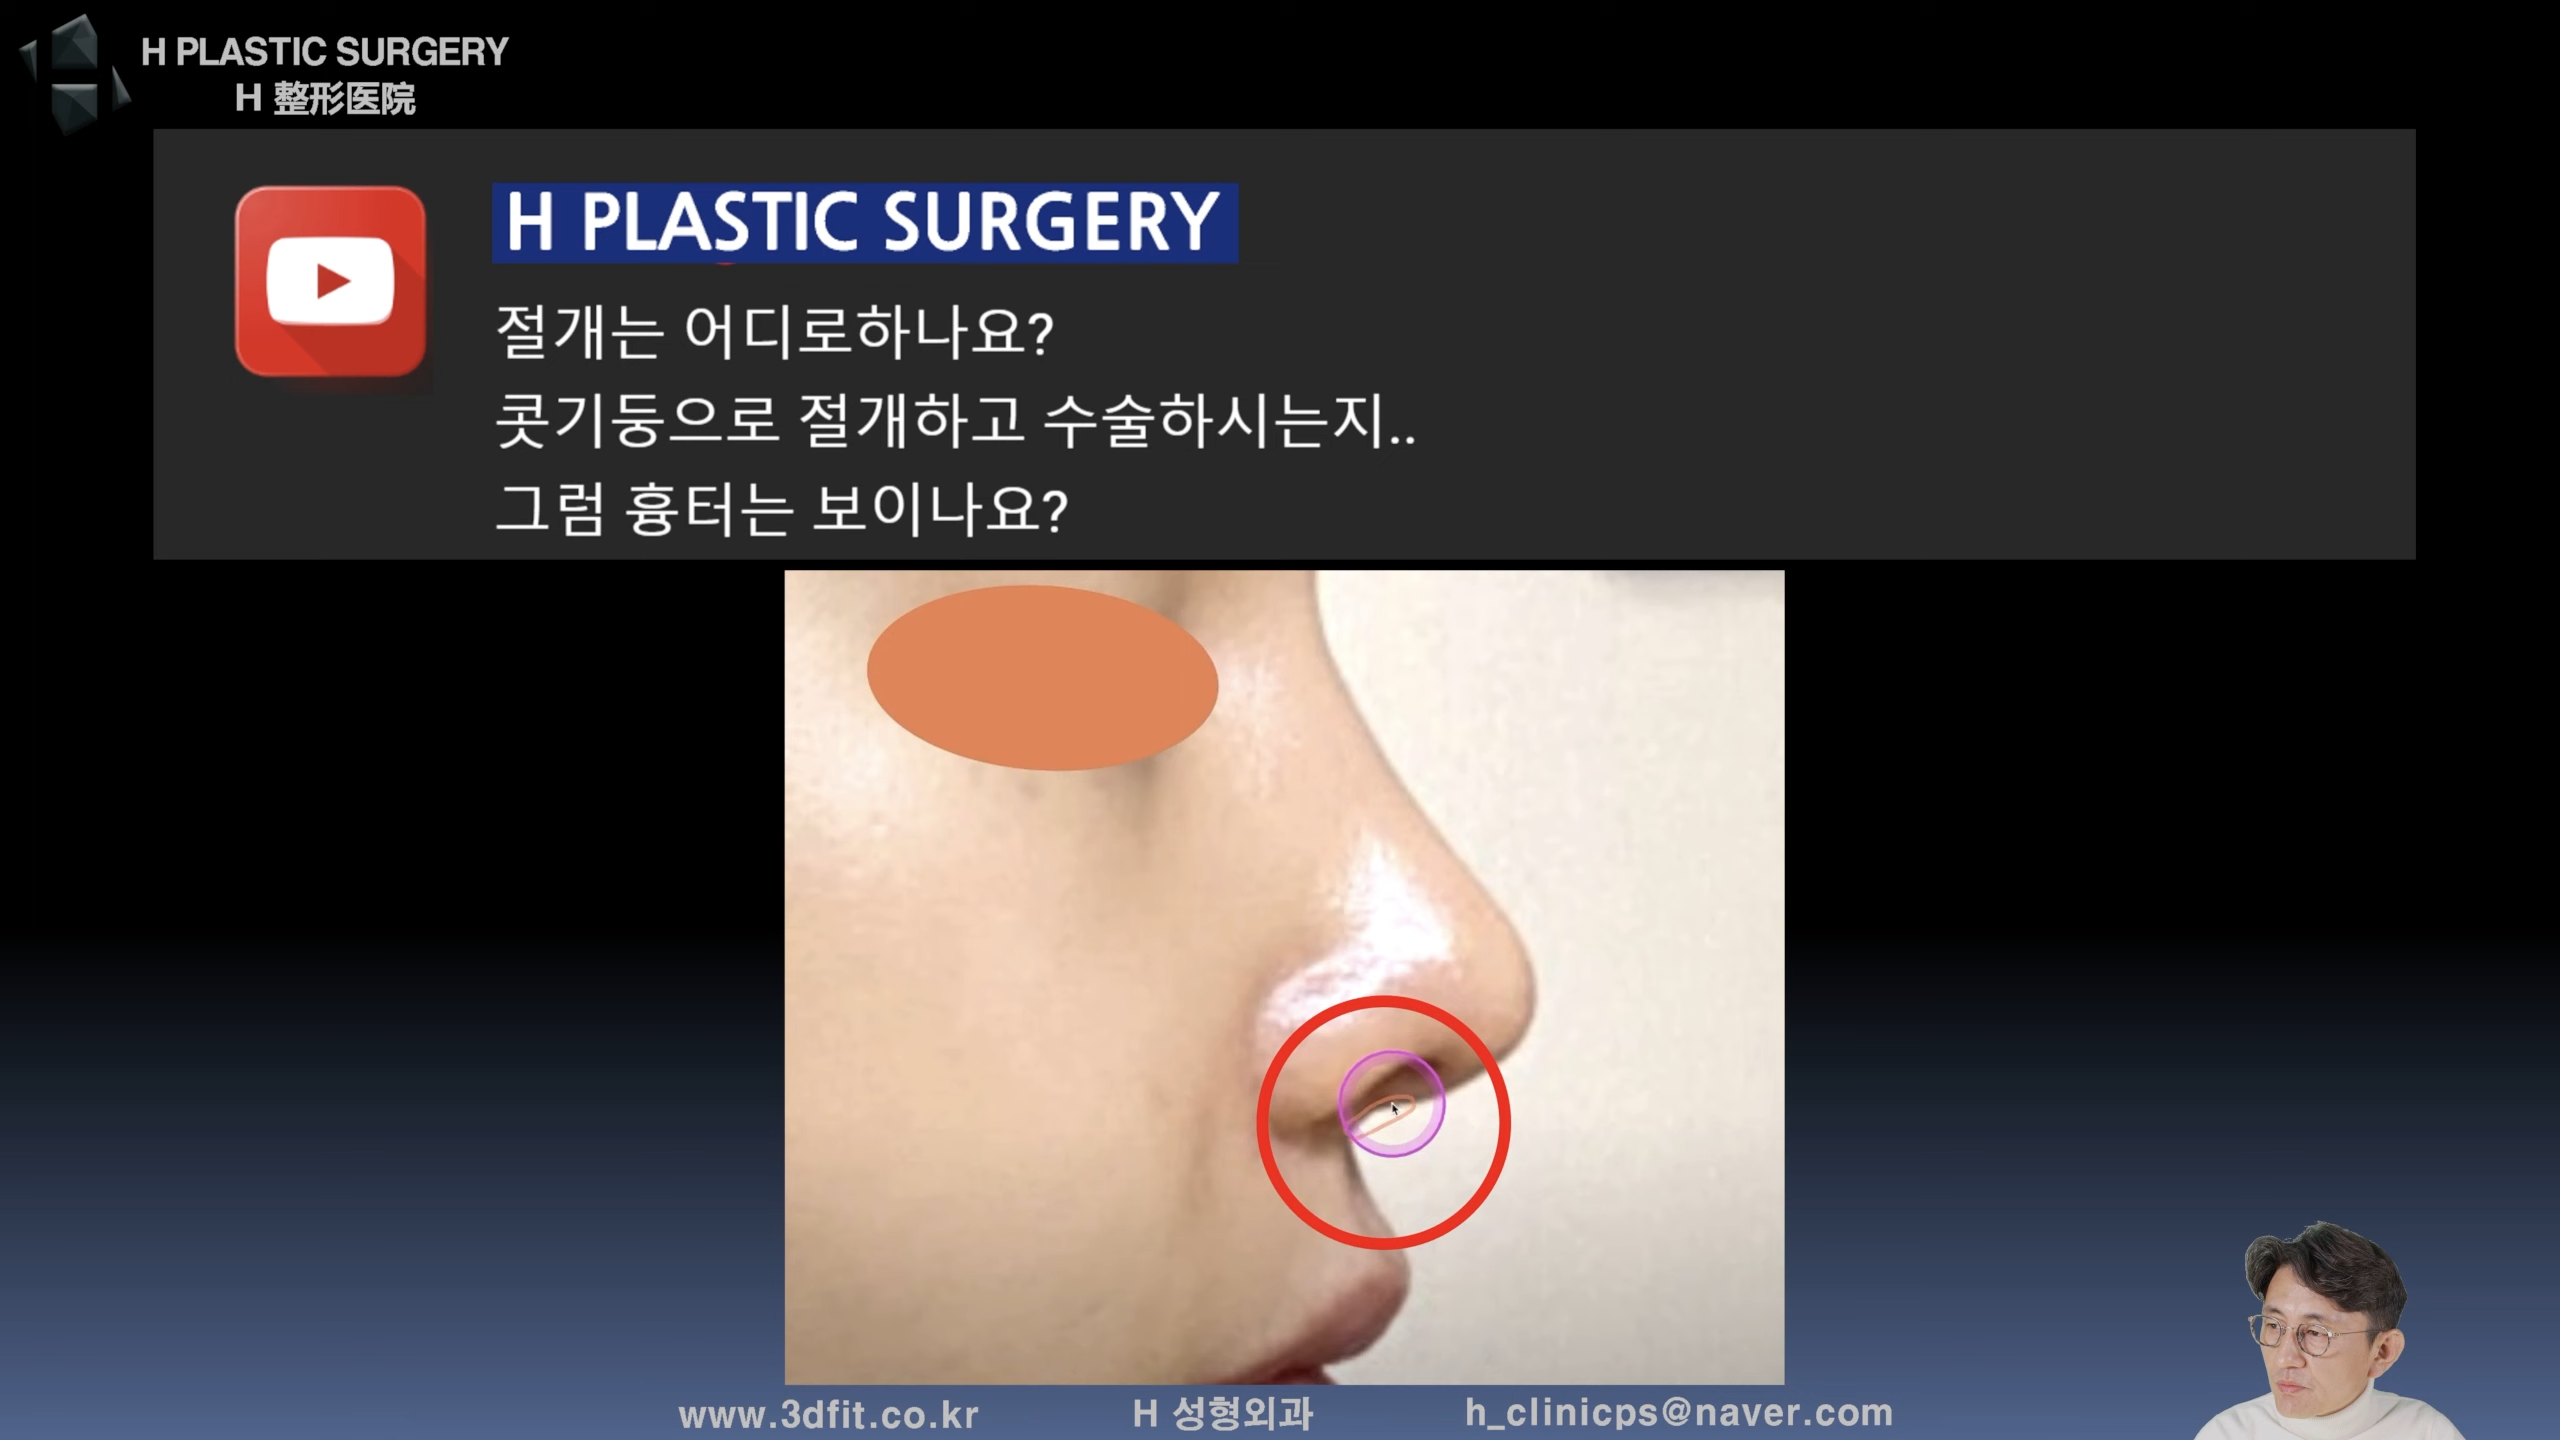 H PLASTIC SURGERY
H 整形医院
H PLASTIC SURGERY
절개는 어디로하나요?
콧기둥으로 절개하고 수술하시는지..
그럼 흉터는 보이나요?
www.3dfit.co.kr
H 성형외과
h_clinicps@naver.com